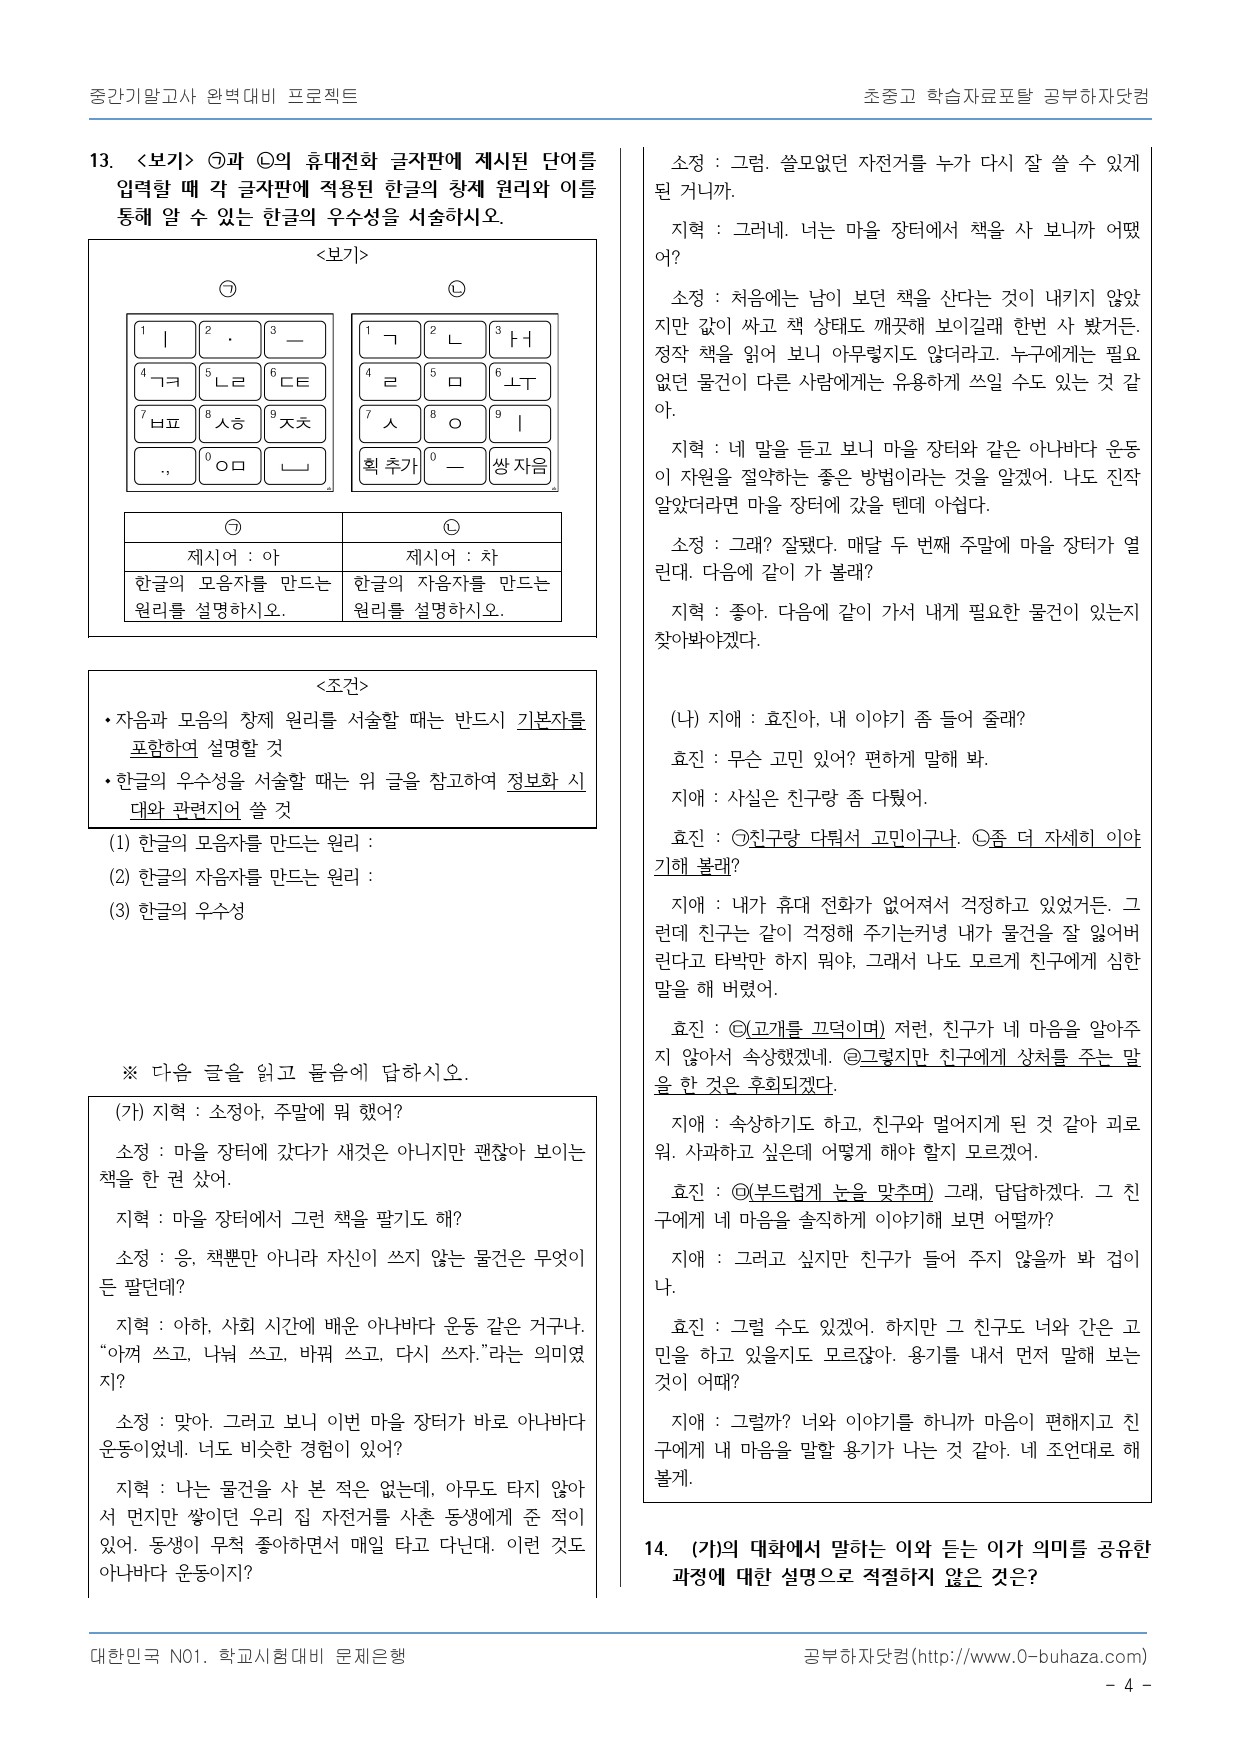 중간기말고사 완벽대비 프로젝트
초중고 학습자료포탈 공부하자닷컴
13. <보기> ㉠과 ㉡의 휴대전화 글자판에 제시된 단어를
입력할 때 각 글자판에 적용된 한글의 창제 원리와 이를
통해 알 수 있는 한글의 우수성을 서술하시오.
<보기>
㉠ ㉡
1 ㅣ 2 · 3 ㅡ
4 ㄱㅋ 5 ㄴㄹ 6 ㄷㅌ
7 ㅂㅍ 8 ㅅㅎ 9 ㅈㅊ
., 0 ㅇㅁ ⎵
1 ㄱ 2 ㄴ 3 ㅏㅓ
4 ㄹ 5 ㅁ 6 ㅗㅜ
7 ㅅ 8 ㅇ 9 ㅣ
획 추가 0 ㅡ 쌍 자음
㉠ ㉡
제시어 : 아 제시어 : 차
한글의 모음자를 만드는
원리를 설명하시오.
한글의 자음자를 만드는
원리를 설명하시오.
<조건>
•자음과 모음의 창제 원리를 서술할 때는 반드시 기본자를
포함하여 설명할 것
•한글의 우수성을 서술할 때는 위 글을 참고하여 정보화 시
대와 관련지어 쓸 것
(1) 한글의 모음자를 만드는 원리 :
(2) 한글의 자음자를 만드는 원리 :
(3) 한글의 우수성
※ 다음 글을 읽고 물음에 답하시오.
(가) 지혁 : 소정아, 주말에 뭐 했어?
소정 : 마을 장터에 갔다가 새것은 아니지만 괜찮아 보이는
책을 한 권 샀어.
지혁 : 마을 장터에서 그런 책을 팔기도 해?
소정 : 응, 책뿐만 아니라 자신이 쓰지 않는 물건은 무엇이
든 팔던데?
지혁 : 아하, 사회 시간에 배운 아나바다 운동 같은 거구나.
“아껴 쓰고, 나눠 쓰고, 바꿔 쓰고, 다시 쓰자.”라는 의미였
지?
소정 : 맞아. 그러고 보니 이번 마을 장터가 바로 아나바다
운동이었네. 너도 비슷한 경험이 있어?
지혁 : 나는 물건을 사 본 적은 없는데, 아무도 타지 않아
서 먼지만 쌓이던 우리 집 자전거를 사촌 동생에게 준 적이
있어. 동생이 무척 좋아하면서 매일 타고 다닌대. 이런 것도
아나바다 운동이지?
소정 : 그럼. 쓸모없던 자전거를 누가 다시 잘 쓸 수 있게
된 거니까.
지혁 : 그러네. 너는 마을 장터에서 책을 사 보니까 어땠
어?
소정 : 처음에는 남이 보던 책을 산다는 것이 내키지 않았
지만 값이 싸고 책 상태도 깨끗해 보이길래 한번 사 봤거든.
정작 책을 읽어 보니 아무렇지도 않더라고. 누구에게는 필요
없던 물건이 다른 사람에게는 유용하게 쓰일 수도 있는 것 같
아.
지혁 : 네 말을 듣고 보니 마을 장터와 같은 아나바다 운동
이 자원을 절약하는 좋은 방법이라는 것을 알겠어. 나도 진작
알았더라면 마을 장터에 갔을 텐데 아쉽다.
소정 : 그래? 잘됐다. 매달 두 번째 주말에 마을 장터가 열
린대. 다음에 같이 가 볼래?
지혁 : 좋아. 다음에 같이 가서 내게 필요한 물건이 있는지
찾아봐야겠다.
(나) 지애 : 효진아, 내 이야기 좀 들어 줄래?
효진 : 무슨 고민 있어? 편하게 말해 봐.
지애 : 사실은 친구랑 좀 다퉜어.
효진 : ㉠친구랑 다퉈서 고민이구나. ㉡좀 더 자세히 이야
기해 볼래?
지애 : 내가 휴대 전화가 없어져서 걱정하고 있었거든. 그
런데 친구는 같이 걱정해 주기는커녕 내가 물건을 잘 잃어버
린다고 타박만 하지 뭐야, 그래서 나도 모르게 친구에게 심한
말을 해 버렸어.
효진 : ㉢(고개를 끄덕이며) 저런, 친구가 네 마음을 알아주
지 않아서 속상했겠네. ㉣그렇지만 친구에게 상처를 주는 말
을 한 것은 후회되겠다.
지애 : 속상하기도 하고, 친구와 멀어지게 된 것 같아 괴로
워. 사과하고 싶은데 어떻게 해야 할지 모르겠어.
효진 : ㉤(부드럽게 눈을 맞추며) 그래, 답답하겠다. 그 친
구에게 네 마음을 솔직하게 이야기해 보면 어떨까?
지애 : 그러고 싶지만 친구가 들어 주지 않을까 봐 겁이
나.
효진 : 그럴 수도 있겠어. 하지만 그 친구도 너와 간은 고
민을 하고 있을지도 모르잖아. 용기를 내서 먼저 말해 보는
것이 어때?
지애 : 그럴까? 너와 이야기를 하니까 마음이 편해지고 친
구에게 내 마음을 말할 용기가 나는 것 같아. 네 조언대로 해
볼게.
14. (가)의 대화에서 말하는 이와 듣는 이가 의미를 공유한
과정에 대한 설명으로 적절하지 않은 것은?
대한민국 N01. 학교시험대비 문제은행
공부하자닷컴(http://www.0-buhaza.com)
- 4 -